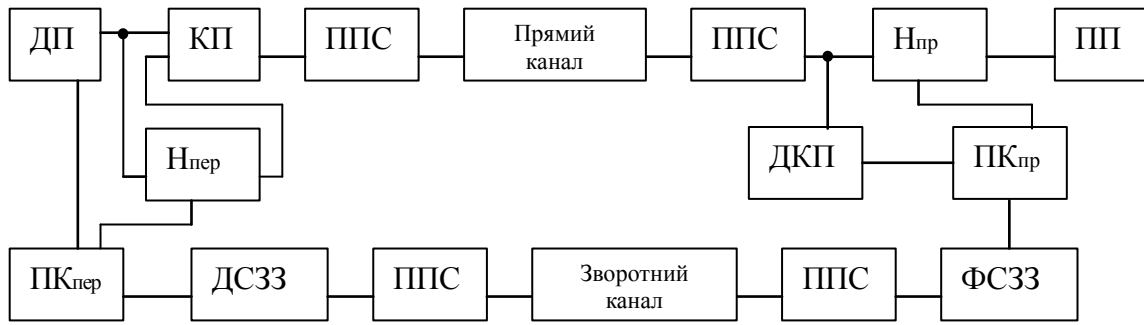 ДП КП ППС Прямий канал ППС Нпр ПП
Нпер ДКП ПКпр
ПКпер ДСЗЗ ППС Зворотний канал ППС ФСЗЗ